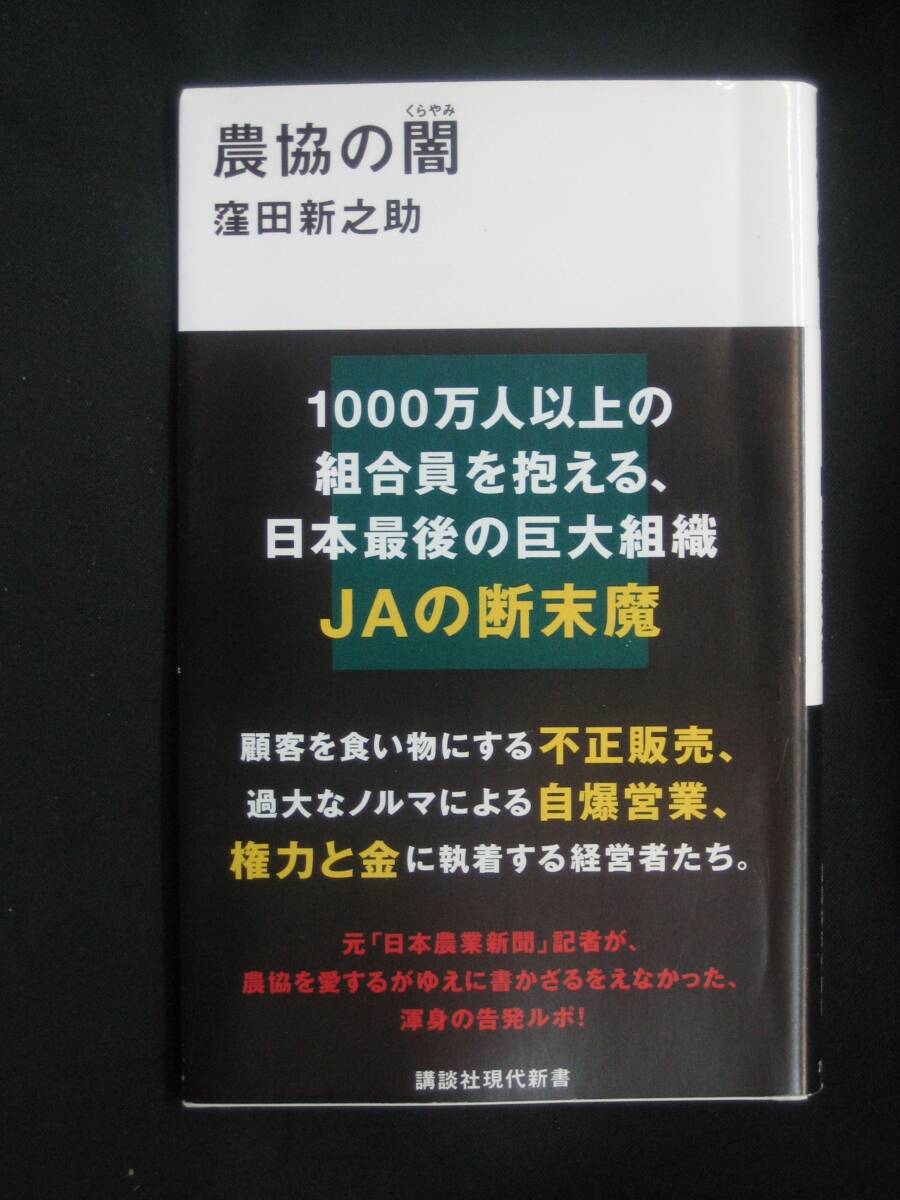 農協の闇
くらやみ
窪田新之助
1000万人以上の
組合員を抱える、
日本最後の巨大組織
JAの断末魔
顧客を食い物にする不正販売、
過大なノルマによる自爆営業、
権力と金に執着する経営者たち。
元「日本農業新聞」記者が、
農協を愛するがゆえに書かざるをえなかった、
渾身の告発ルポ!
講談社現代新書